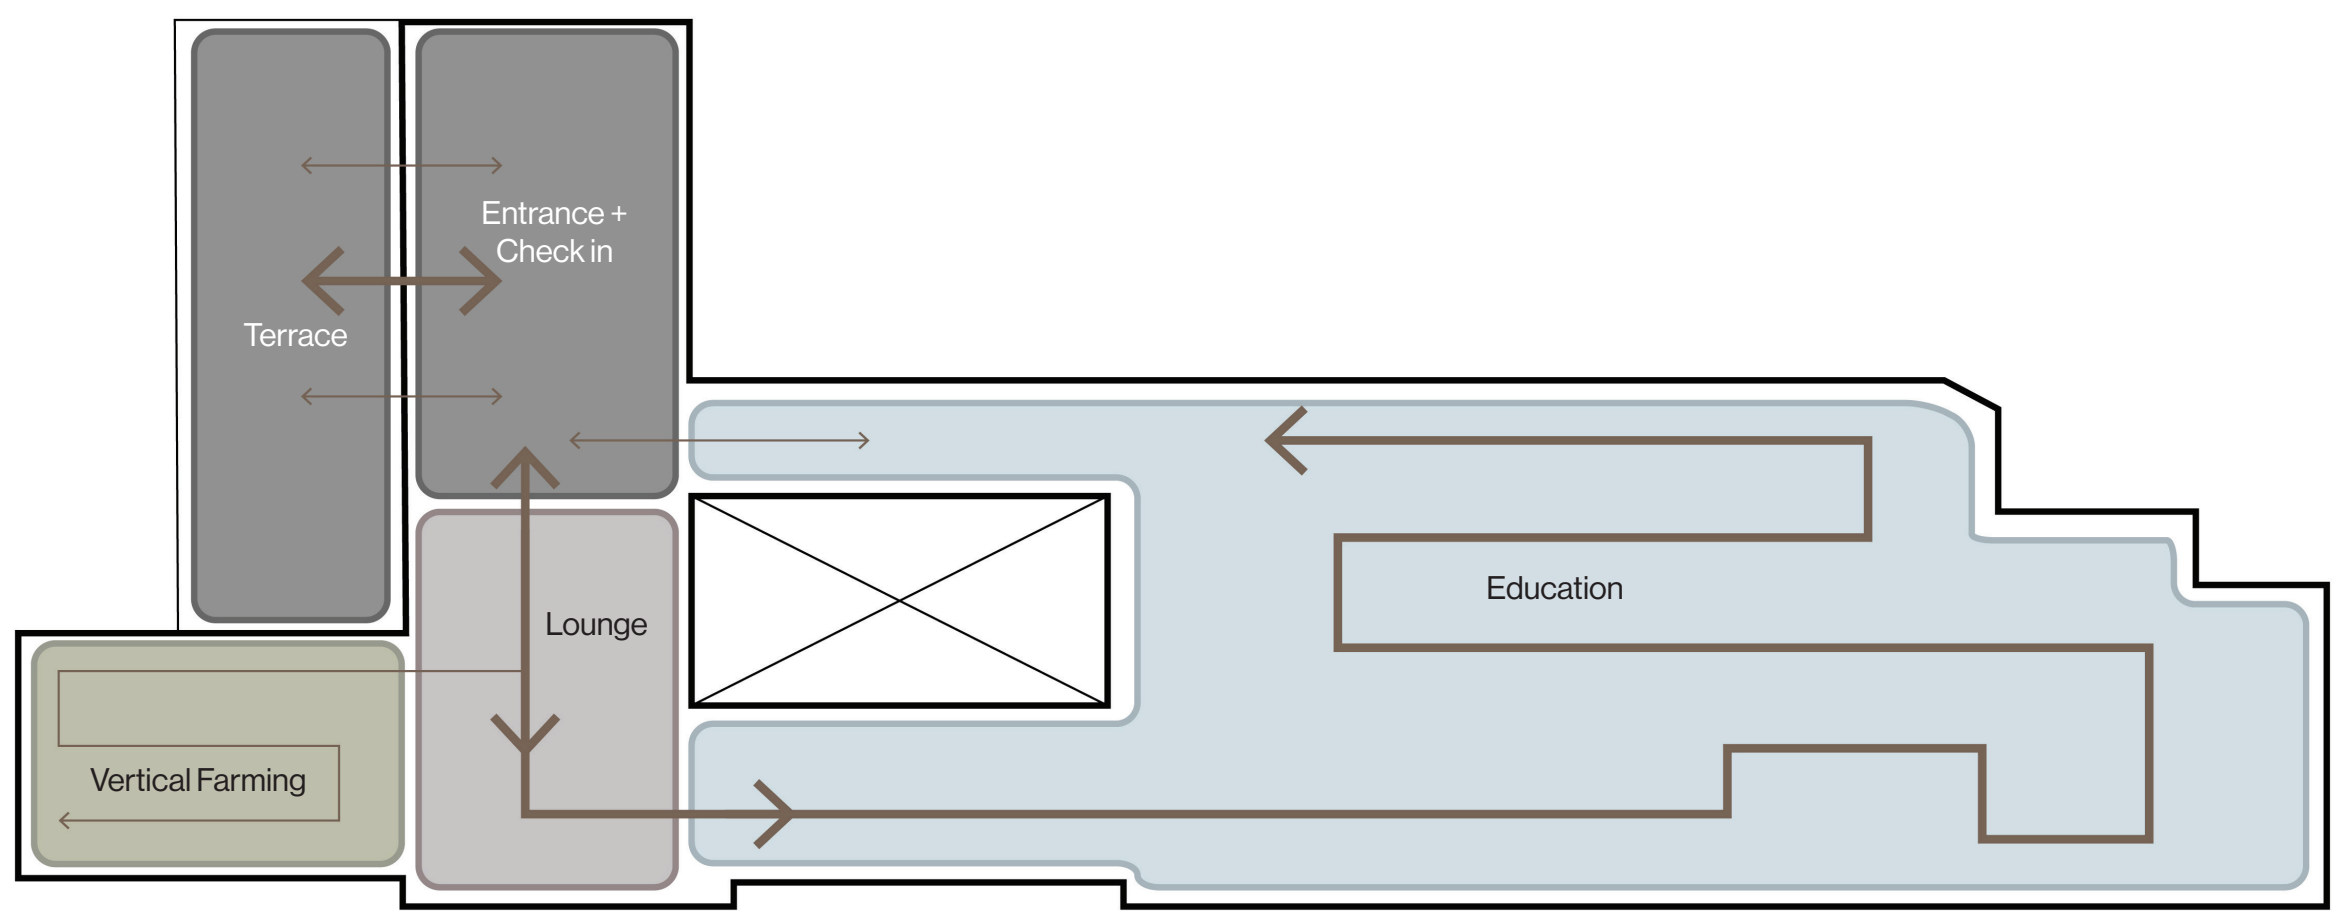 Entrance +
Check in
Terrace
Education
Lounge
Vertical Farming